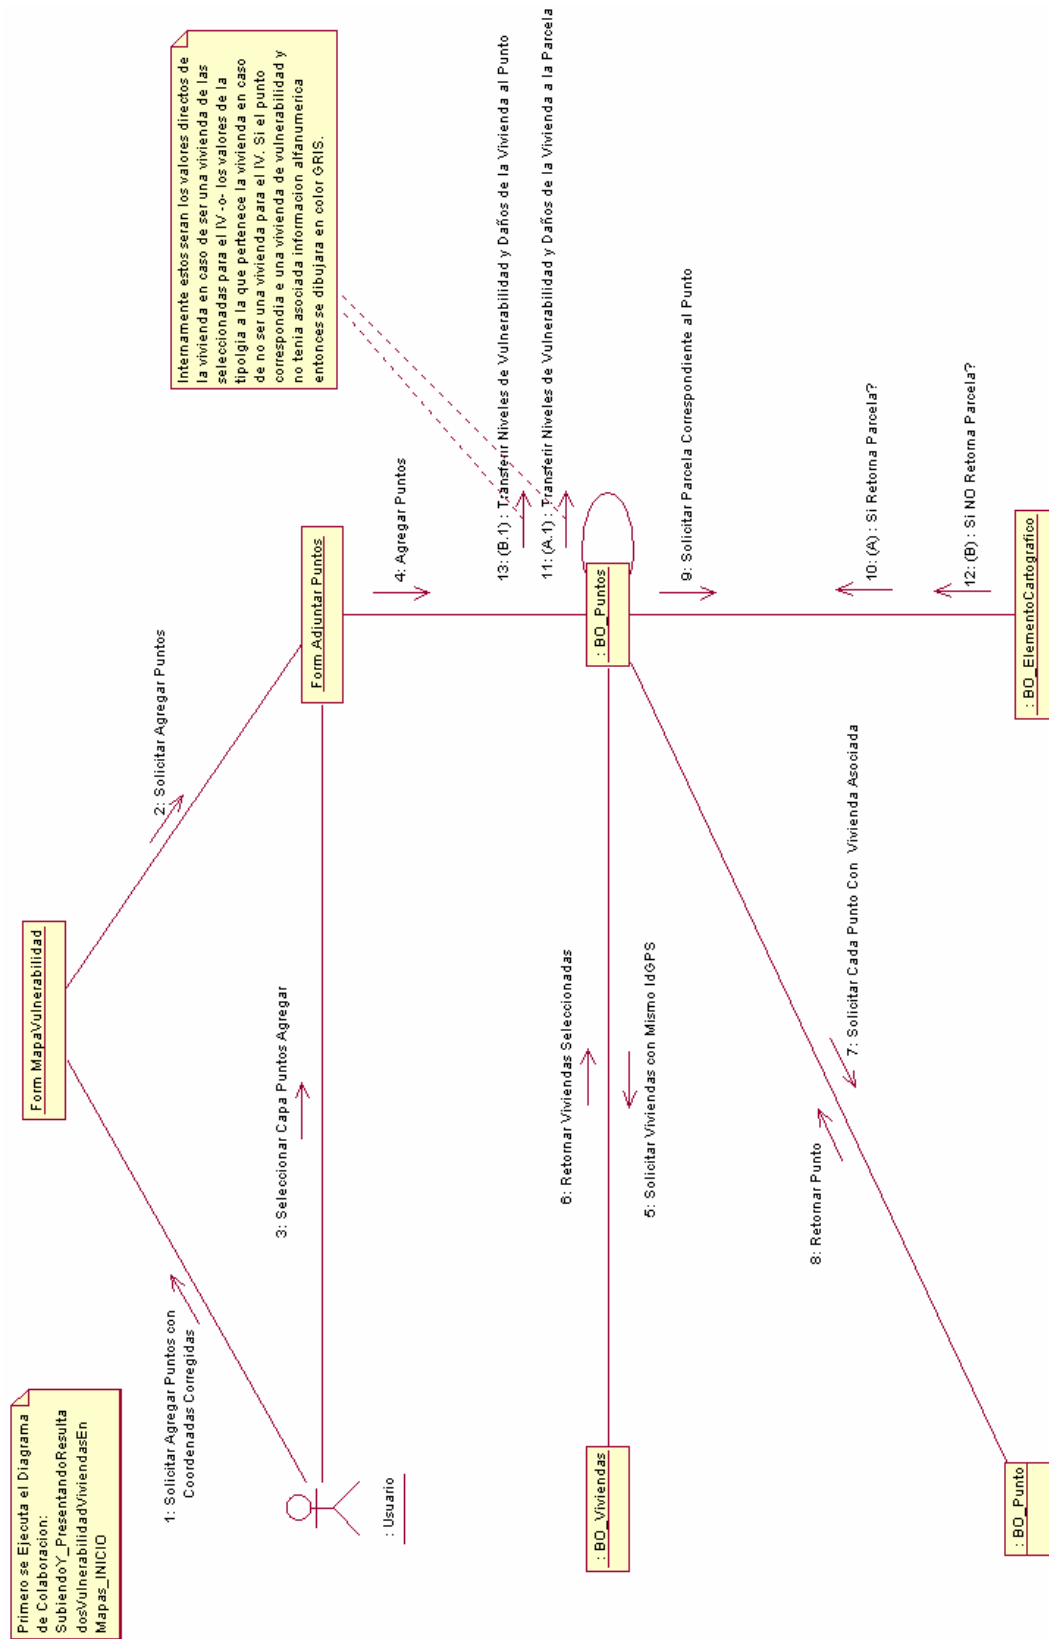 Primero se Ejecuta el Diagrama
de Colaboracion:
SubiendoY_PresentandoResulta
dosVulnerabilidadViviendasEn
Mapas_INICIO
Form MapaVulnerabilidad
Internamente estos seran los valores directos de
la vivienda en caso de ser una vivienda de las
seleccionadas para el IV -o- los valores de la
tipolgia a la que pertenece la vivienda en caso
de no ser una vivienda para el IV. Si el punto
correspondia e una vivienda de vulnerabilidad y
no tenia asociada informacion alfanumerica
entonces se dibujara en color GRIS.
1: Solicitar Agregar Puntos con
Coordenadas Corregidas
2: Solicitar Agregar Puntos
: Usuario
3: Seleccionar Capa Puntos Agregar
Form Adjuntar Puntos
4: Agregar Puntos
13: (B.1) : Transferir Niveles de Vulnerabilidad y Daños de la Vivienda al Punto
11: (A.1) : Transferir Niveles de Vulnerabilidad y Daños de la Vivienda a la Parcela
: BO_Viviendas
6: Retornar Viviendas Seleccionadas
5: Solicitar Viviendas con Mismo IdGPS
: BO_Puntos
9: Solicitar Parcela Correspondiente al Punto
8: Retornar Punto
7: Solicitar Cada Punto Con Vivienda Asociada
10: (A) : Si Retorna Parcela?
12: (B) : Si NO Retorna Parcela?
: BO_Punto
: BO_ElementoCartografico